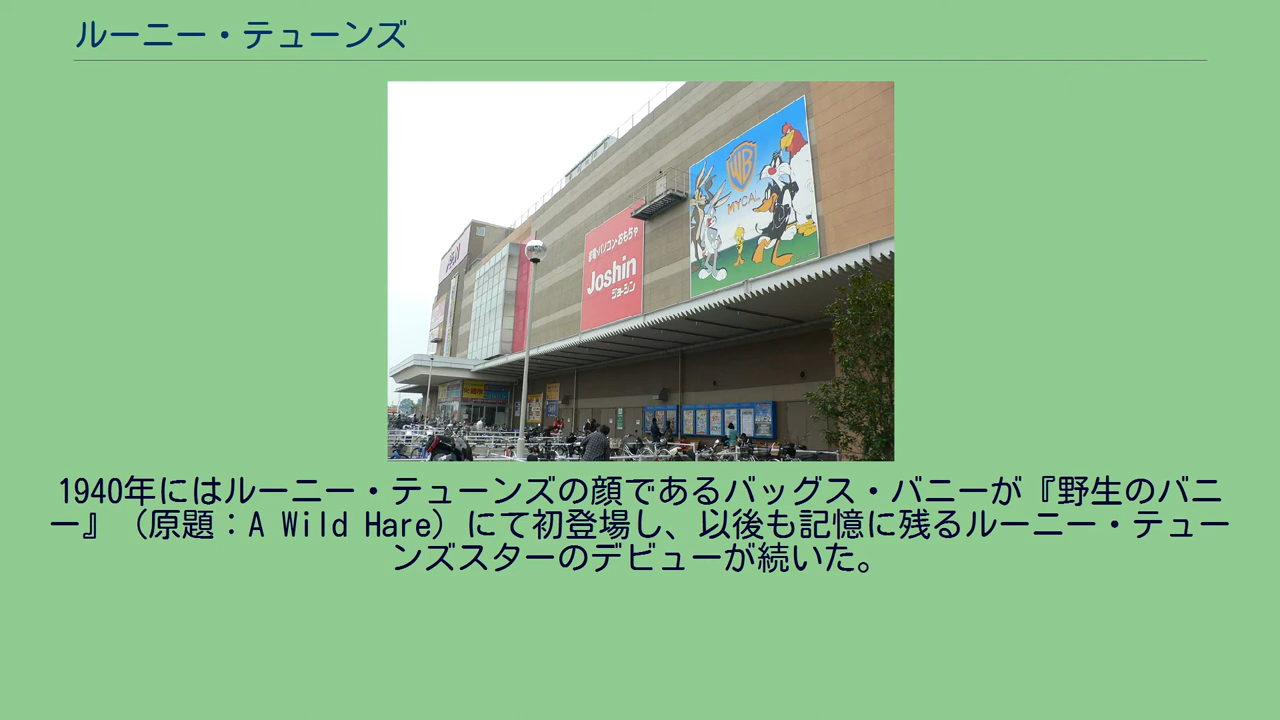 ルーニー・テューンズ
WB
MYCAL
家電・パソコン・おもちゃ
Joshin
ジョーシン
1940年にはルーニー・テューンズの顔であるバッグス・バニーが『野生のバニ
ー』（原題：A Wild Hare）にて初登場し、以後も記憶に残るルーニー・テュー
ンズスターのデビューが続いた。